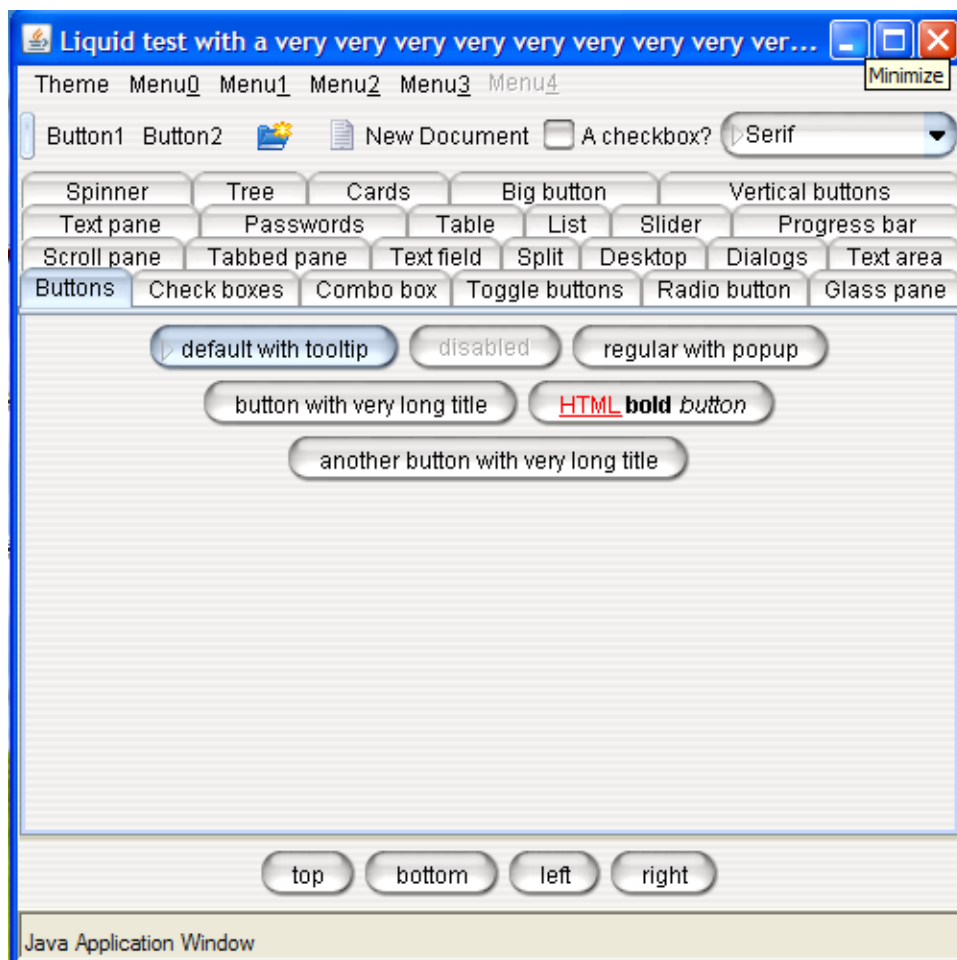 Liquid test with a very very very very very very very very ver...
Minimize
Theme Menu0 Menu1 Menu2 Menu3 Menu4
Button1 Button2 New Document A checkbox? Serif
Spinner Tree Cards Big button Vertical buttons
Text pane Passwords Table List Slider Progress bar
Scroll pane Tabbed pane Text field Split Desktop Dialogs Text area
Buttons Check boxes Combo box Toggle buttons Radio button Glass pane
default with tooltip disabled regular with popup
button with very long title HTML bold button
another button with very long title
top bottom left right
Java Application Window